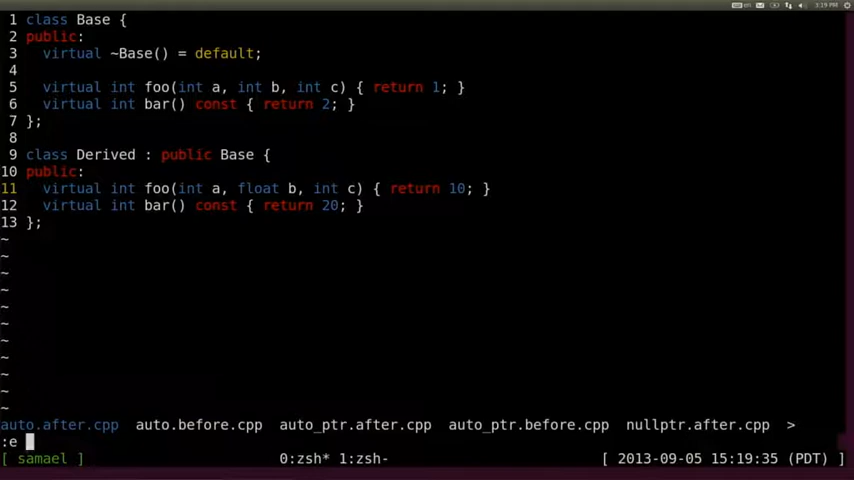 en 3:19 PM
1 class Base {
2 public:
3   virtual ~Base() = default;
4
5   virtual int foo(int a, int b, int c) { return 1; }
6   virtual int bar() const { return 2; }
7 };
8
9 class Derived : public Base {
10 public:
11   virtual int foo(int a, float b, int c) { return 10; }
12   virtual int bar() const { return 20; }
13 };
~
~
~
~
~
~
~
~
~
~
~
auto.after.cpp  auto.before.cpp  auto_ptr.after.cpp  auto_ptr.before.cpp  nullptr.after.cpp  >
:e
[ samael ] 0:zsh* 1:zsh- [ 2013-09-05 15:19:35 (PDT) ]